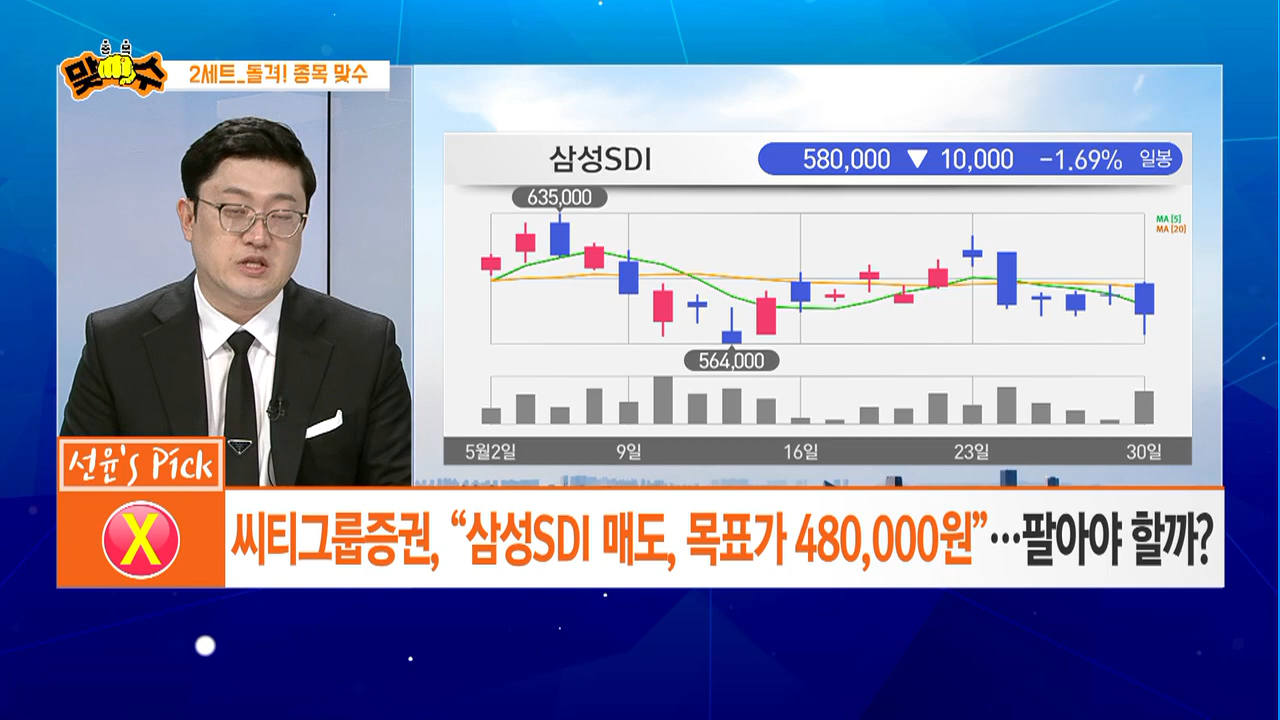 종목
맞수
2세트_돌격! 종목 맞수
삼성SDI
580,000 ▼ 10,000 -1.69% 일봉
635,000
MA [5]
MA [20]
564,000
5월2일 9일 16일 23일 30일
선윤's Pick
X
씨티그룹증권, “삼성SDI 매도, 목표가 480,000원”…팔아야 할까?